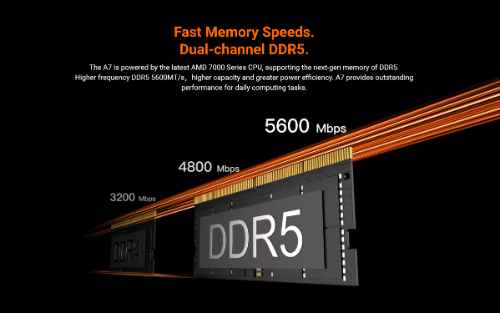 Fast Memory Speeds.
Dual-channel DDR5.
The A7 is powered by the latest AMD 7000 Series CPU, supporting the next-gen memory of DDR5.
Higher frequency DDR5 5600MT/s, higher capacity and greater power efficiency. A7 provides outstanding
performance for daily computing tasks.
5600 Mbps
4800 Mbps
3200 Mbps
DDR4
DDR5